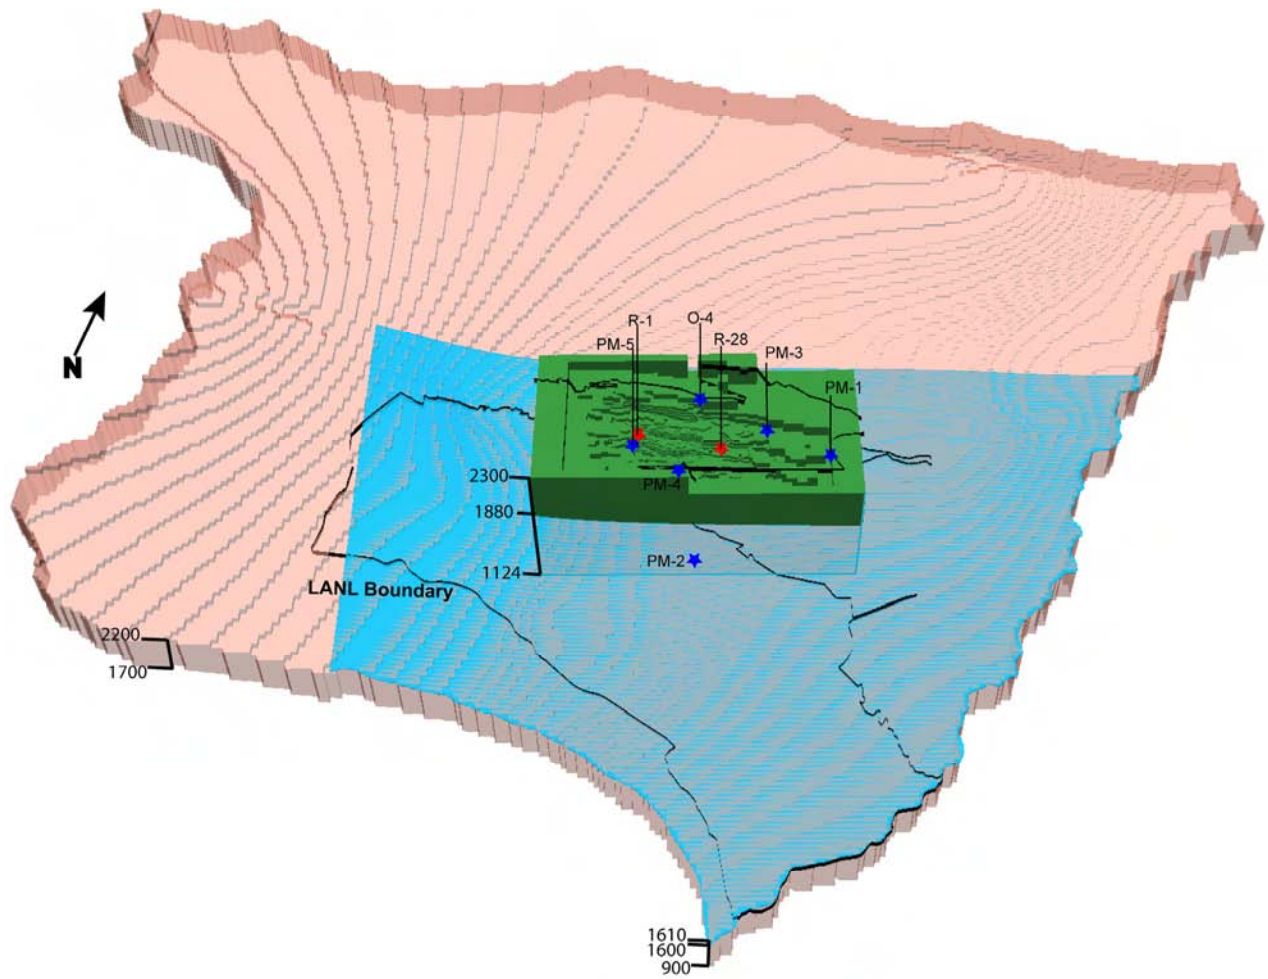 R-1
O-4
PM-5
R-28
PM-3
PM-1
N
2300
PM-4
1880
PM-2
1124
LANL Boundary
2200
1700
1610
1600
900